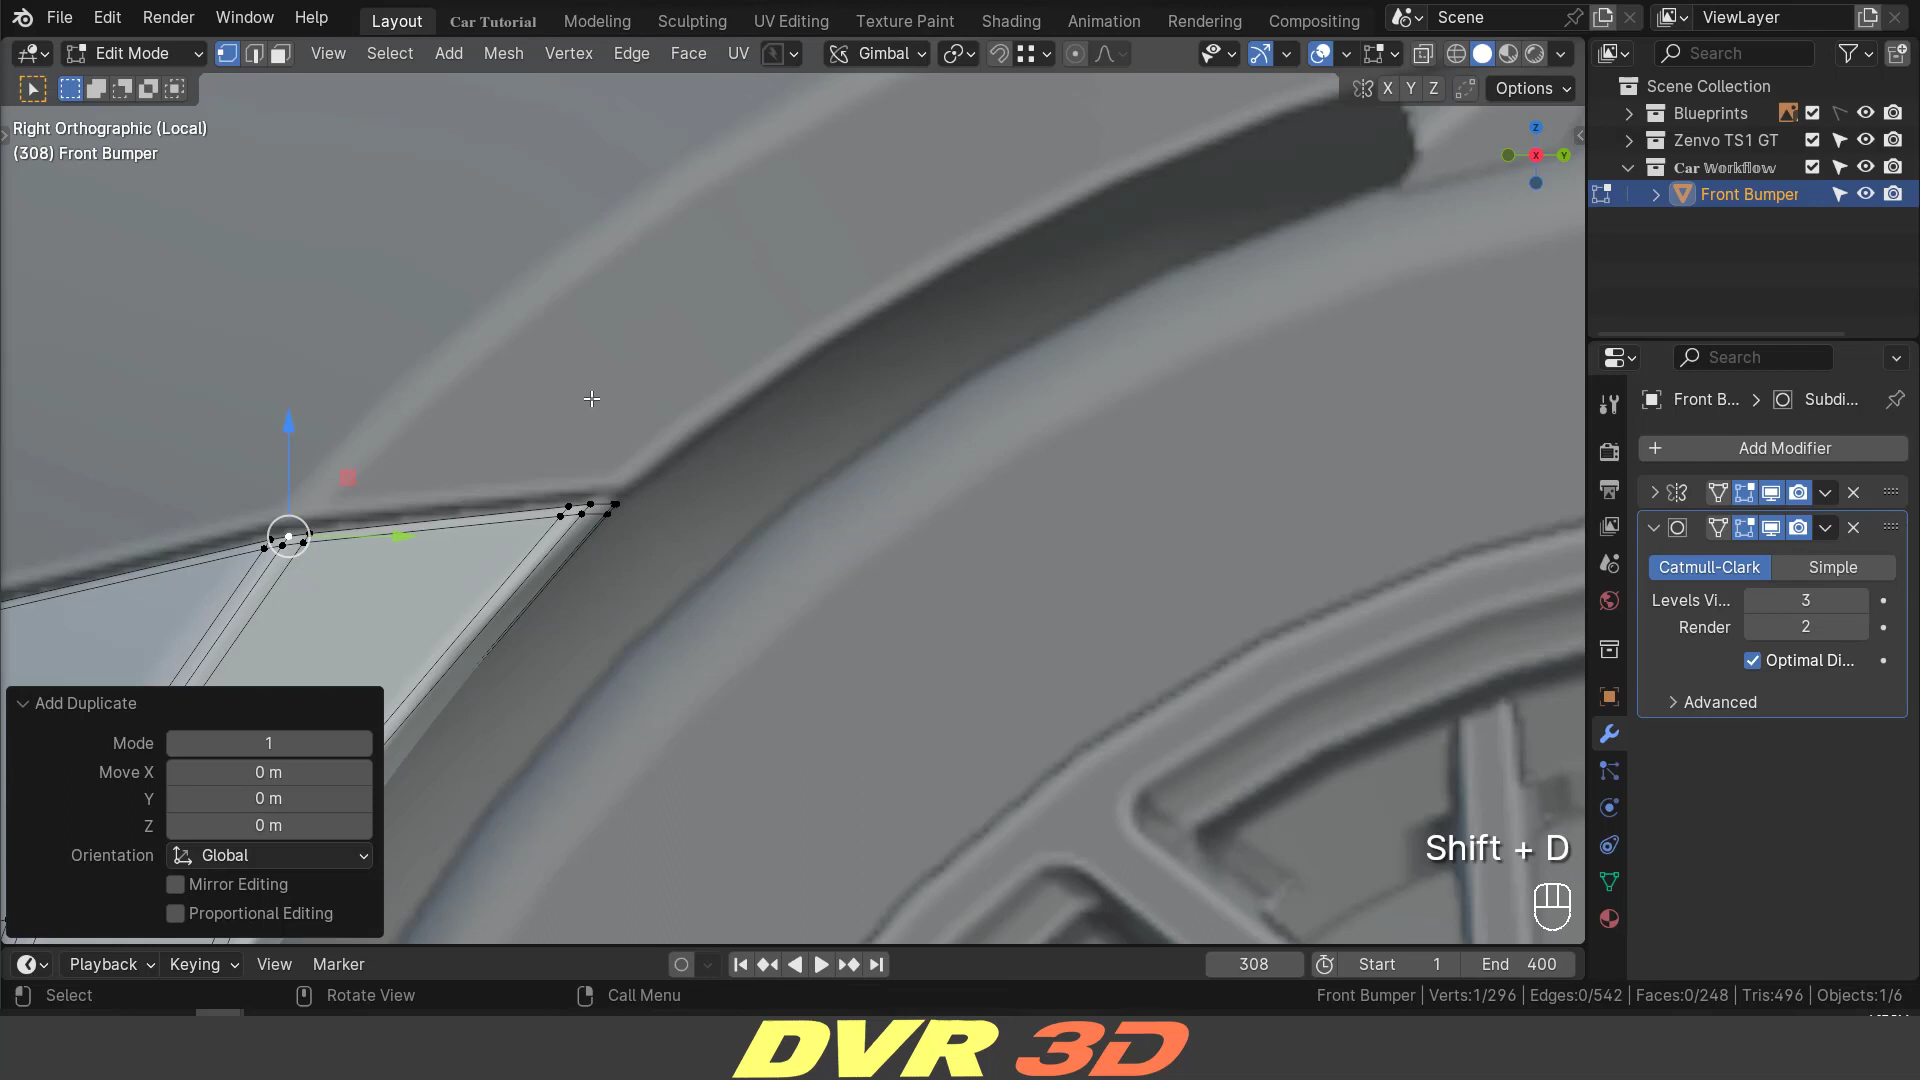 File Edit Render Window Help Layout Car Tutorial Modeling Sculpting UV Editing Texture Paint Shading Animation Rendering Compositing Scene ViewLayer
Edit Mode View Select Add Mesh Vertex Edge Face UV Gimbal Search
X Y Z Options
Scene Collection
Blueprints
Zenvo TS1 GT
Car Workflow
Front Bumper
Right Orthographic (Local)
(308) Front Bumper
Z
X
Y
Search
Front B... Subdi...
Add Modifier
Catmull-Clark Simple
Levels Vi... 3
Render 2
Optimal Di...
Advanced
Add Duplicate
Mode 1
Move X 0 m
Y 0 m
Z 0 m
Orientation Global
Mirror Editing
Proportional Editing
Shift + D
Playback Keying View Marker 308 Start 1 End 400
Select Rotate View Call Menu Front Bumper | Verts:1/296 | Edges:0/542 | Faces:0/248 | Tris:496 | Objects:1/6
DVR 3D